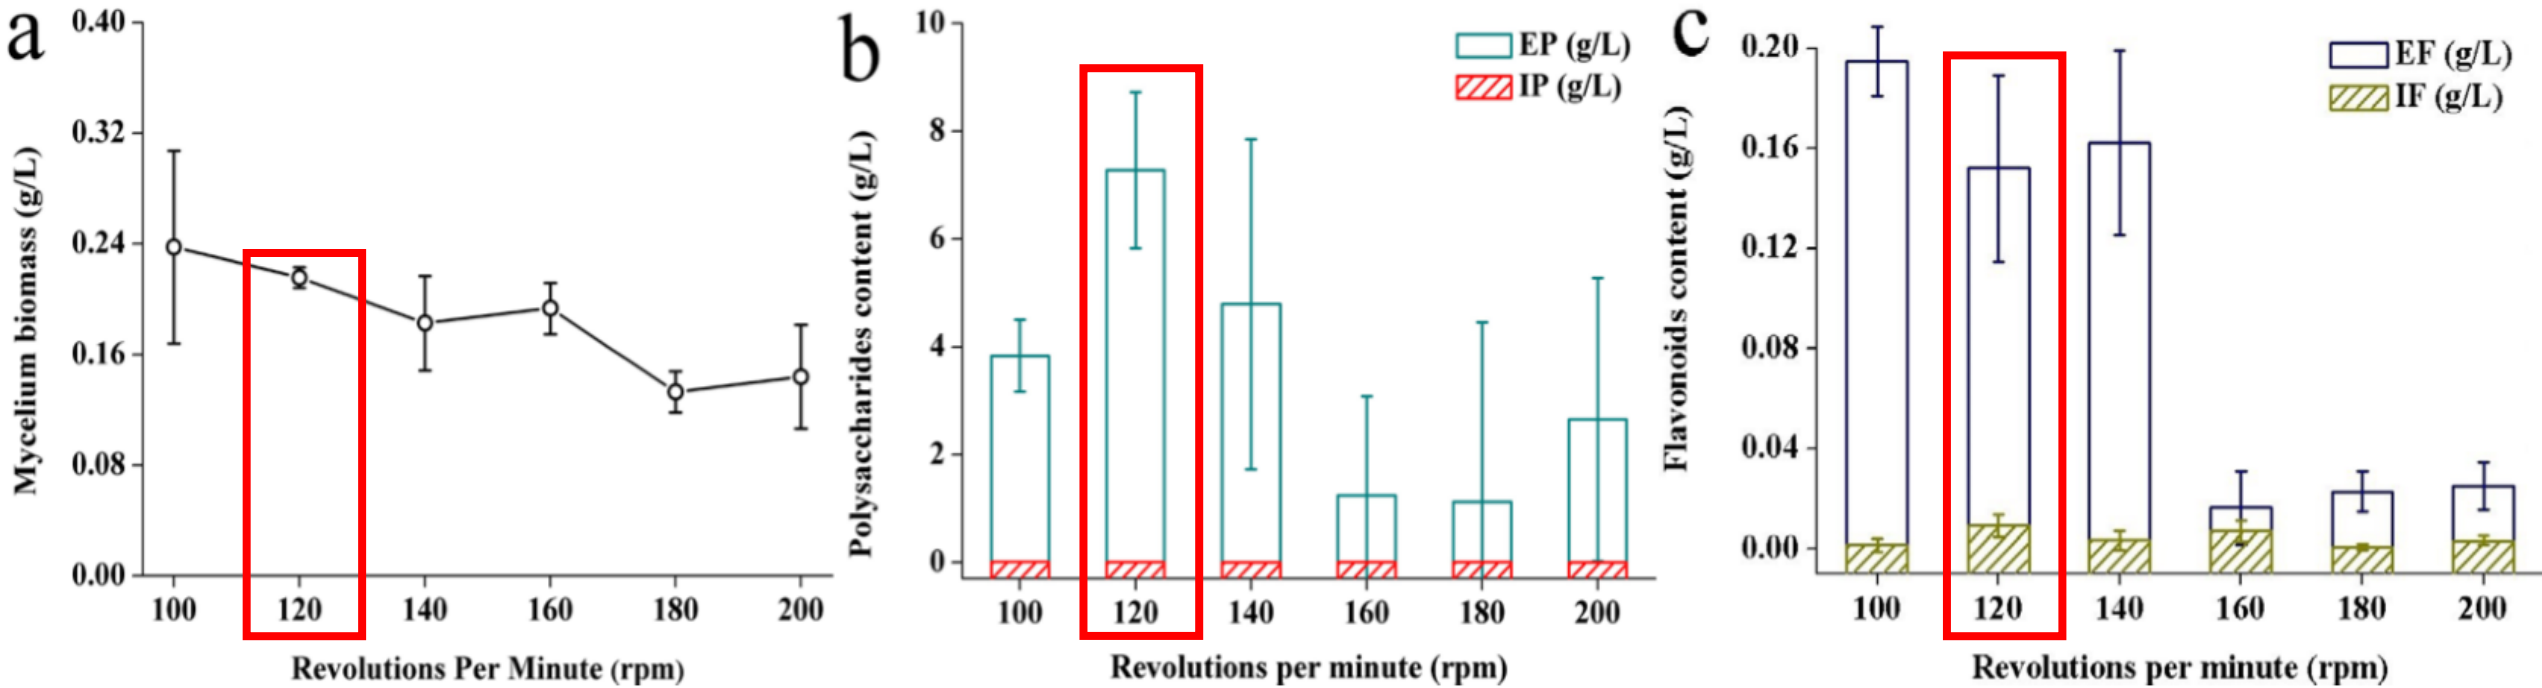 a
0.40
0.32
0.24
0.16
0.08
0.00
Mycelium biomass (g/L)
100 120 140 160 180 200
Revolutions Per Minute (rpm)
b
10
8
6
4
2
0
Polysaccharides content (g/L)
EP (g/L)
IP (g/L)
100 120 140 160 180 200
Revolutions per minute (rpm)
c
0.20
0.16
0.12
0.08
0.04
0.00
Flavonoids content (g/L)
EF (g/L)
IF (g/L)
100 120 140 160 180 200
Revolutions per minute (rpm)